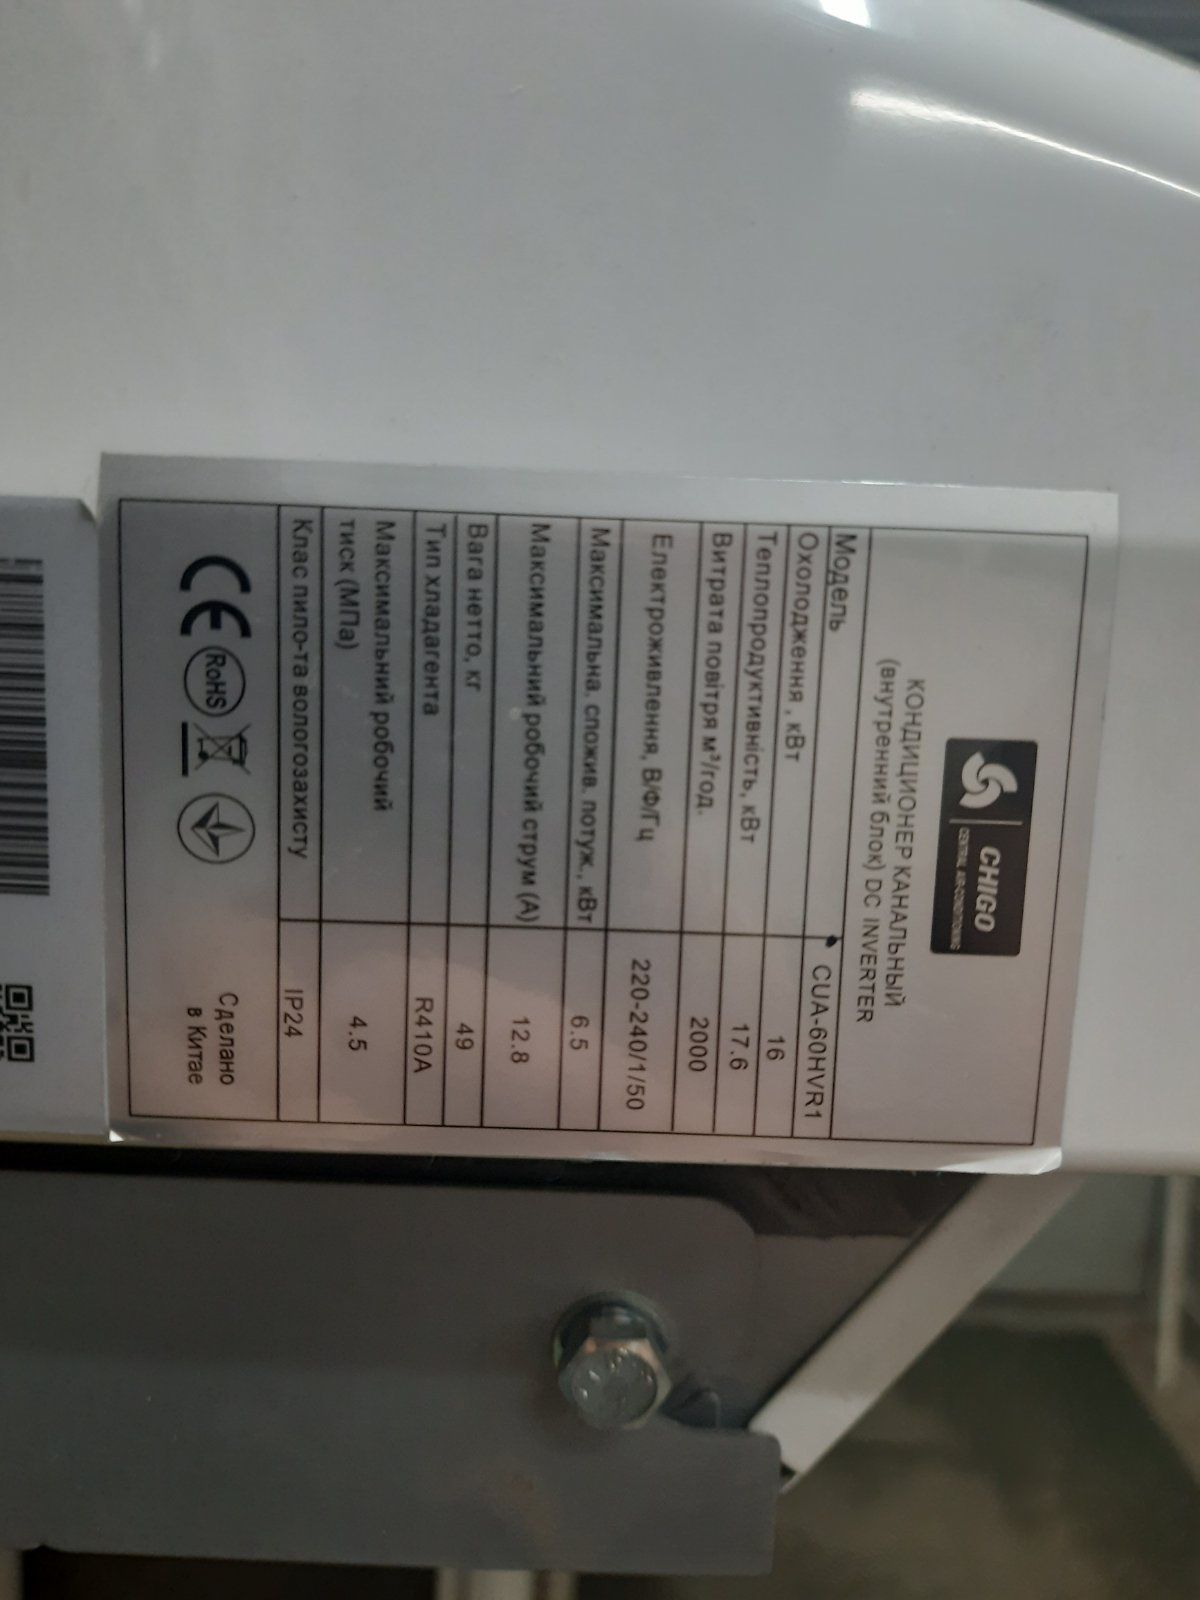 CHIGO
CENTRAL AIR-CONDITIONING
КОНДИЦИОНЕР КАНАЛЬНЫЙ
(внутренний блок) DC INVERTER
Модель CUA-60HVR1
Охолодження , кВт 16
Теплопродуктивність, кВт 17.6
Витрата повітря м³/год. 2000
Електроживлення, В/Ф/Гц 220-240/1/50
Максимальна. спожив. потуж., кВт 6.5
Максимальний робочий струм (А) 12.8
Вага нетто, кг 49
Тип хладагента R410A
Максимальний робочий
тиск (МПа) 4.5
Клас пило-та вологозахисту IP24
CE RoHS
Сделано
в Китае